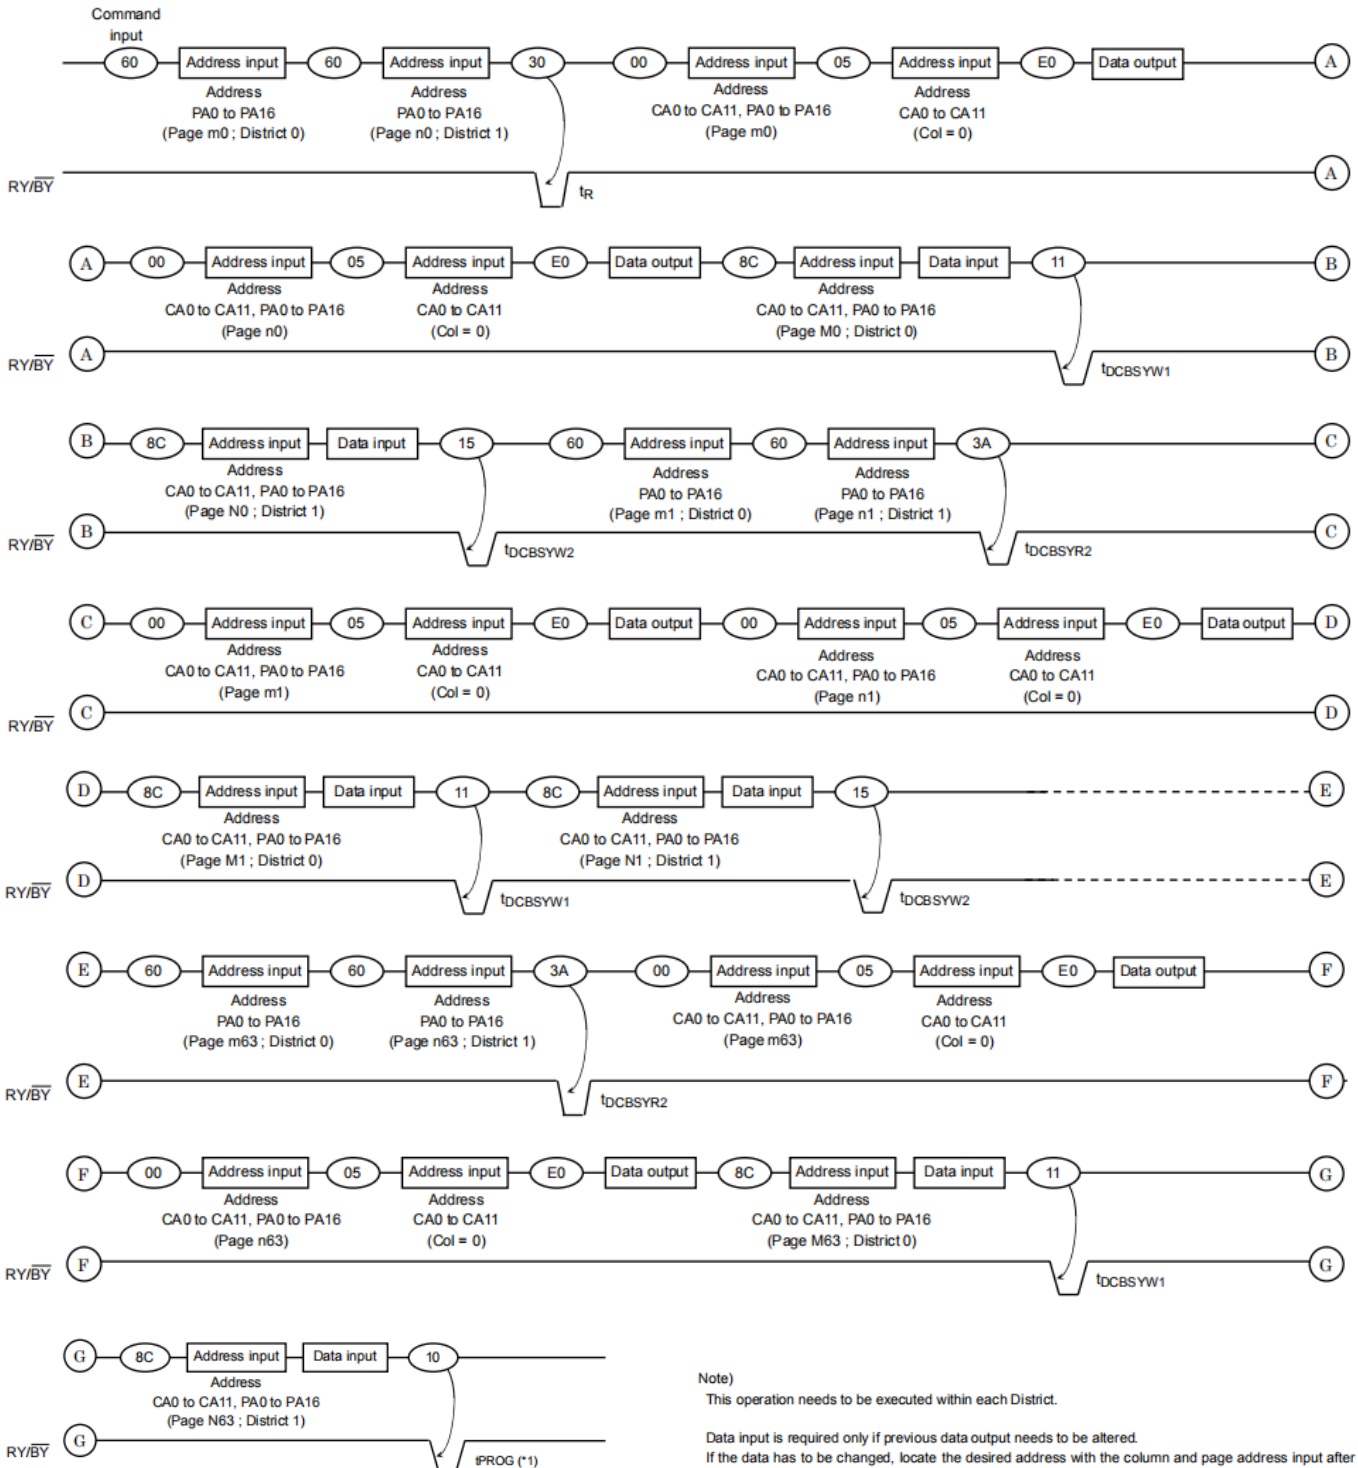 Command
input
60 Address input 60 Address input 30 00 Address input 05 Address input E0 Data output A
Address
PA0 to PA16
(Page m0 ; District 0)
Address
PA0 to PA16
(Page n0 ; District 1)
Address
CA0 to CA11, PA0 to PA16
(Page m0)
Address
CA0 to CA11
(Col = 0)
RY/BY tR A
A 00 Address input 05 Address input E0 Data output 8C Address input Data input 11 B
Address
CA0 to CA11, PA0 to PA16
(Page n0)
Address
CA0 to CA11
(Col = 0)
Address
CA0 to CA11, PA0 to PA16
(Page M0 ; District 0)
RY/BY A tDCBSYW1 B
B 8C Address input Data input 15 60 Address input 60 Address input 3A C
Address
CA0 to CA11, PA0 to PA16
(Page N0 ; District 1)
Address
PA0 to PA16
(Page m1 ; District 0)
Address
PA0 to PA16
(Page n1 ; District 1)
RY/BY B tDCBSYW2 tDCBSYR2 C
C 00 Address input 05 Address input E0 Data output 00 Address input 05 Address input E0 Data output D
Address
CA0 to CA11, PA0 to PA16
(Page m1)
Address
CA0 to CA11
(Col = 0)
Address
CA0 to CA11, PA0 to PA16
(Page n1)
Address
CA0 to CA11
(Col = 0)
RY/BY C D
D 8C Address input Data input 11 8C Address input Data input 15 E
Address
CA0 to CA11, PA0 to PA16
(Page M1 ; District 0)
Address
CA0 to CA11, PA0 to PA16
(Page N1 ; District 1)
RY/BY D tDCBSYW1 tDCBSYW2 E
E 60 Address input 60 Address input 3A 00 Address input 05 Address input E0 Data output F
Address
PA0 to PA16
(Page m63 ; District 0)
Address
PA0 to PA16
(Page n63 ; District 1)
Address
CA0 to CA11, PA0 to PA16
(Page m63)
Address
CA0 to CA11
(Col = 0)
RY/BY E tDCBSYR2 F
F 00 Address input 05 Address input E0 Data output 8C Address input Data input 11 G
Address
CA0 to CA11, PA0 to PA16
(Page n63)
Address
CA0 to CA11
(Col = 0)
Address
CA0 to CA11, PA0 to PA16
(Page M63 ; District 0)
RY/BY F tDCBSYW1 G
G 8C Address input Data input 10
Address
CA0 to CA11, PA0 to PA16
(Page N63 ; District 1)
RY/BY G tPROG (*1)
Note)
This operation needs to be executed within each District.
Data input is required only if previous data output needs to be altered.
If the data has to be changed, locate the desired address with the column and page address input after